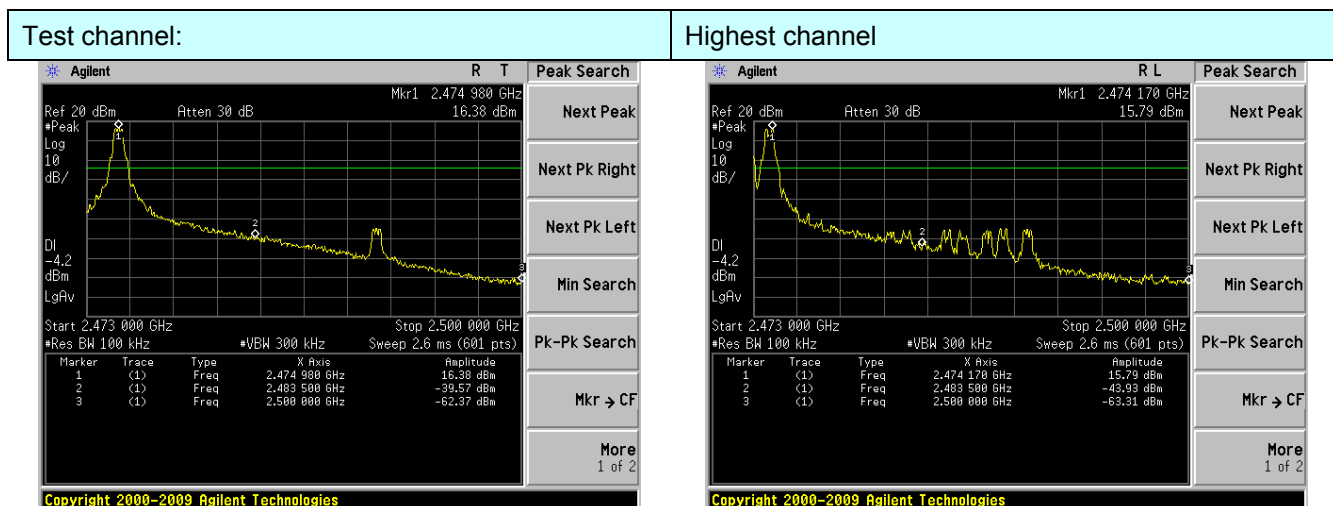 Test channel:
Highest channel
Agilent
R T
Peak Search
Mkr1 2.474 980 GHz
Ref 20 dBm
Atten 30 dB
16.38 dBm
#Peak
Log
10
dB/
1
2
3
DI
-4.2
dBm
LgAv
Start 2.473 000 GHz
Stop 2.500 000 GHz
#Res BW 100 kHz
#VBW 300 kHz
Sweep 2.6 ms (601 pts)
Marker Trace Type X Axis Amplitude
1 (1) Freq 2.474 980 GHz 16.38 dBm
2 (1) Freq 2.483 500 GHz -39.57 dBm
3 (1) Freq 2.500 000 GHz -62.37 dBm
Next Peak
Next Pk Right
Next Pk Left
Min Search
Pk-Pk Search
Mkr → CF
More
1 of 2
Copyright 2000-2009 Agilent Technologies
Agilent
R L
Peak Search
Mkr1 2.474 170 GHz
Ref 20 dBm
Atten 30 dB
15.79 dBm
#Peak
Log
10
dB/
1
2
3
DI
-4.2
dBm
LgAv
Start 2.473 000 GHz
Stop 2.500 000 GHz
#Res BW 100 kHz
#VBW 300 kHz
Sweep 2.6 ms (601 pts)
Marker Trace Type X Axis Amplitude
1 (1) Freq 2.474 170 GHz 15.79 dBm
2 (1) Freq 2.483 500 GHz -43.93 dBm
3 (1) Freq 2.500 000 GHz -63.31 dBm
Next Peak
Next Pk Right
Next Pk Left
Min Search
Pk-Pk Search
Mkr → CF
More
1 of 2
Copyright 2000-2009 Agilent Technologies